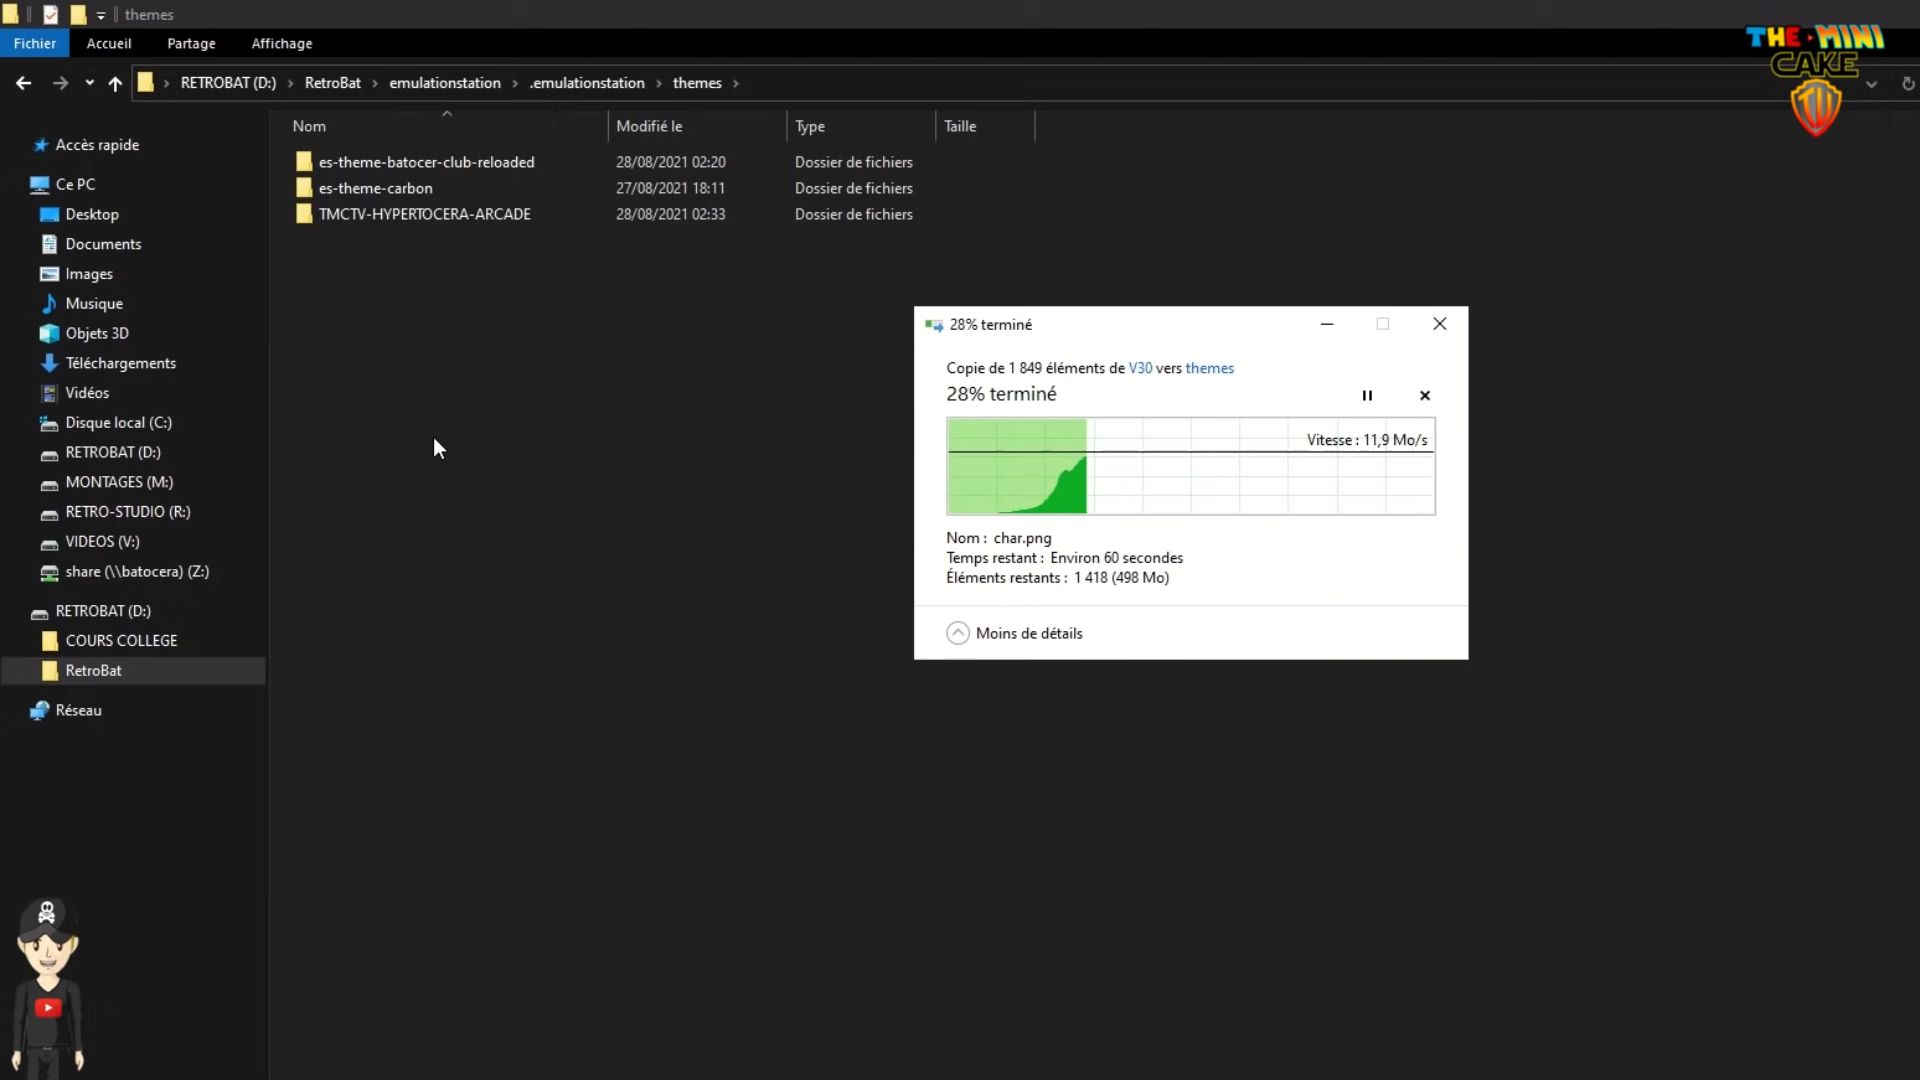 themes
Fichier Accueil Partage Affichage
THE MINI
CAKE
RETROBAT (D:) RetroBat emulationstation .emulationstation themes
Nom Modifié le Type Taille
Accès rapide
Ce PC
Desktop
Documents
Images
Musique
Objets 3D
Téléchargements
Vidéos
Disque local (C:)
RETROBAT (D:)
MONTAGES (M:)
RETRO-STUDIO (R:)
VIDEOS (V:)
share (\\batocera) (Z:)
RETROBAT (D:)
COURS COLLEGE
RetroBat
Réseau
es-theme-batocer-club-reloaded 28/08/2021 02:20 Dossier de fichiers
es-theme-carbon 27/08/2021 18:11 Dossier de fichiers
TMCTV-HYPERTOCERA-ARCADE 28/08/2021 02:33 Dossier de fichiers
28% terminé
Copie de 1 849 éléments de V30 vers themes
28% terminé
Vitesse : 11,9 Mo/s
Nom : char.png
Temps restant : Environ 60 secondes
Éléments restants : 1 418 (498 Mo)
Moins de détails